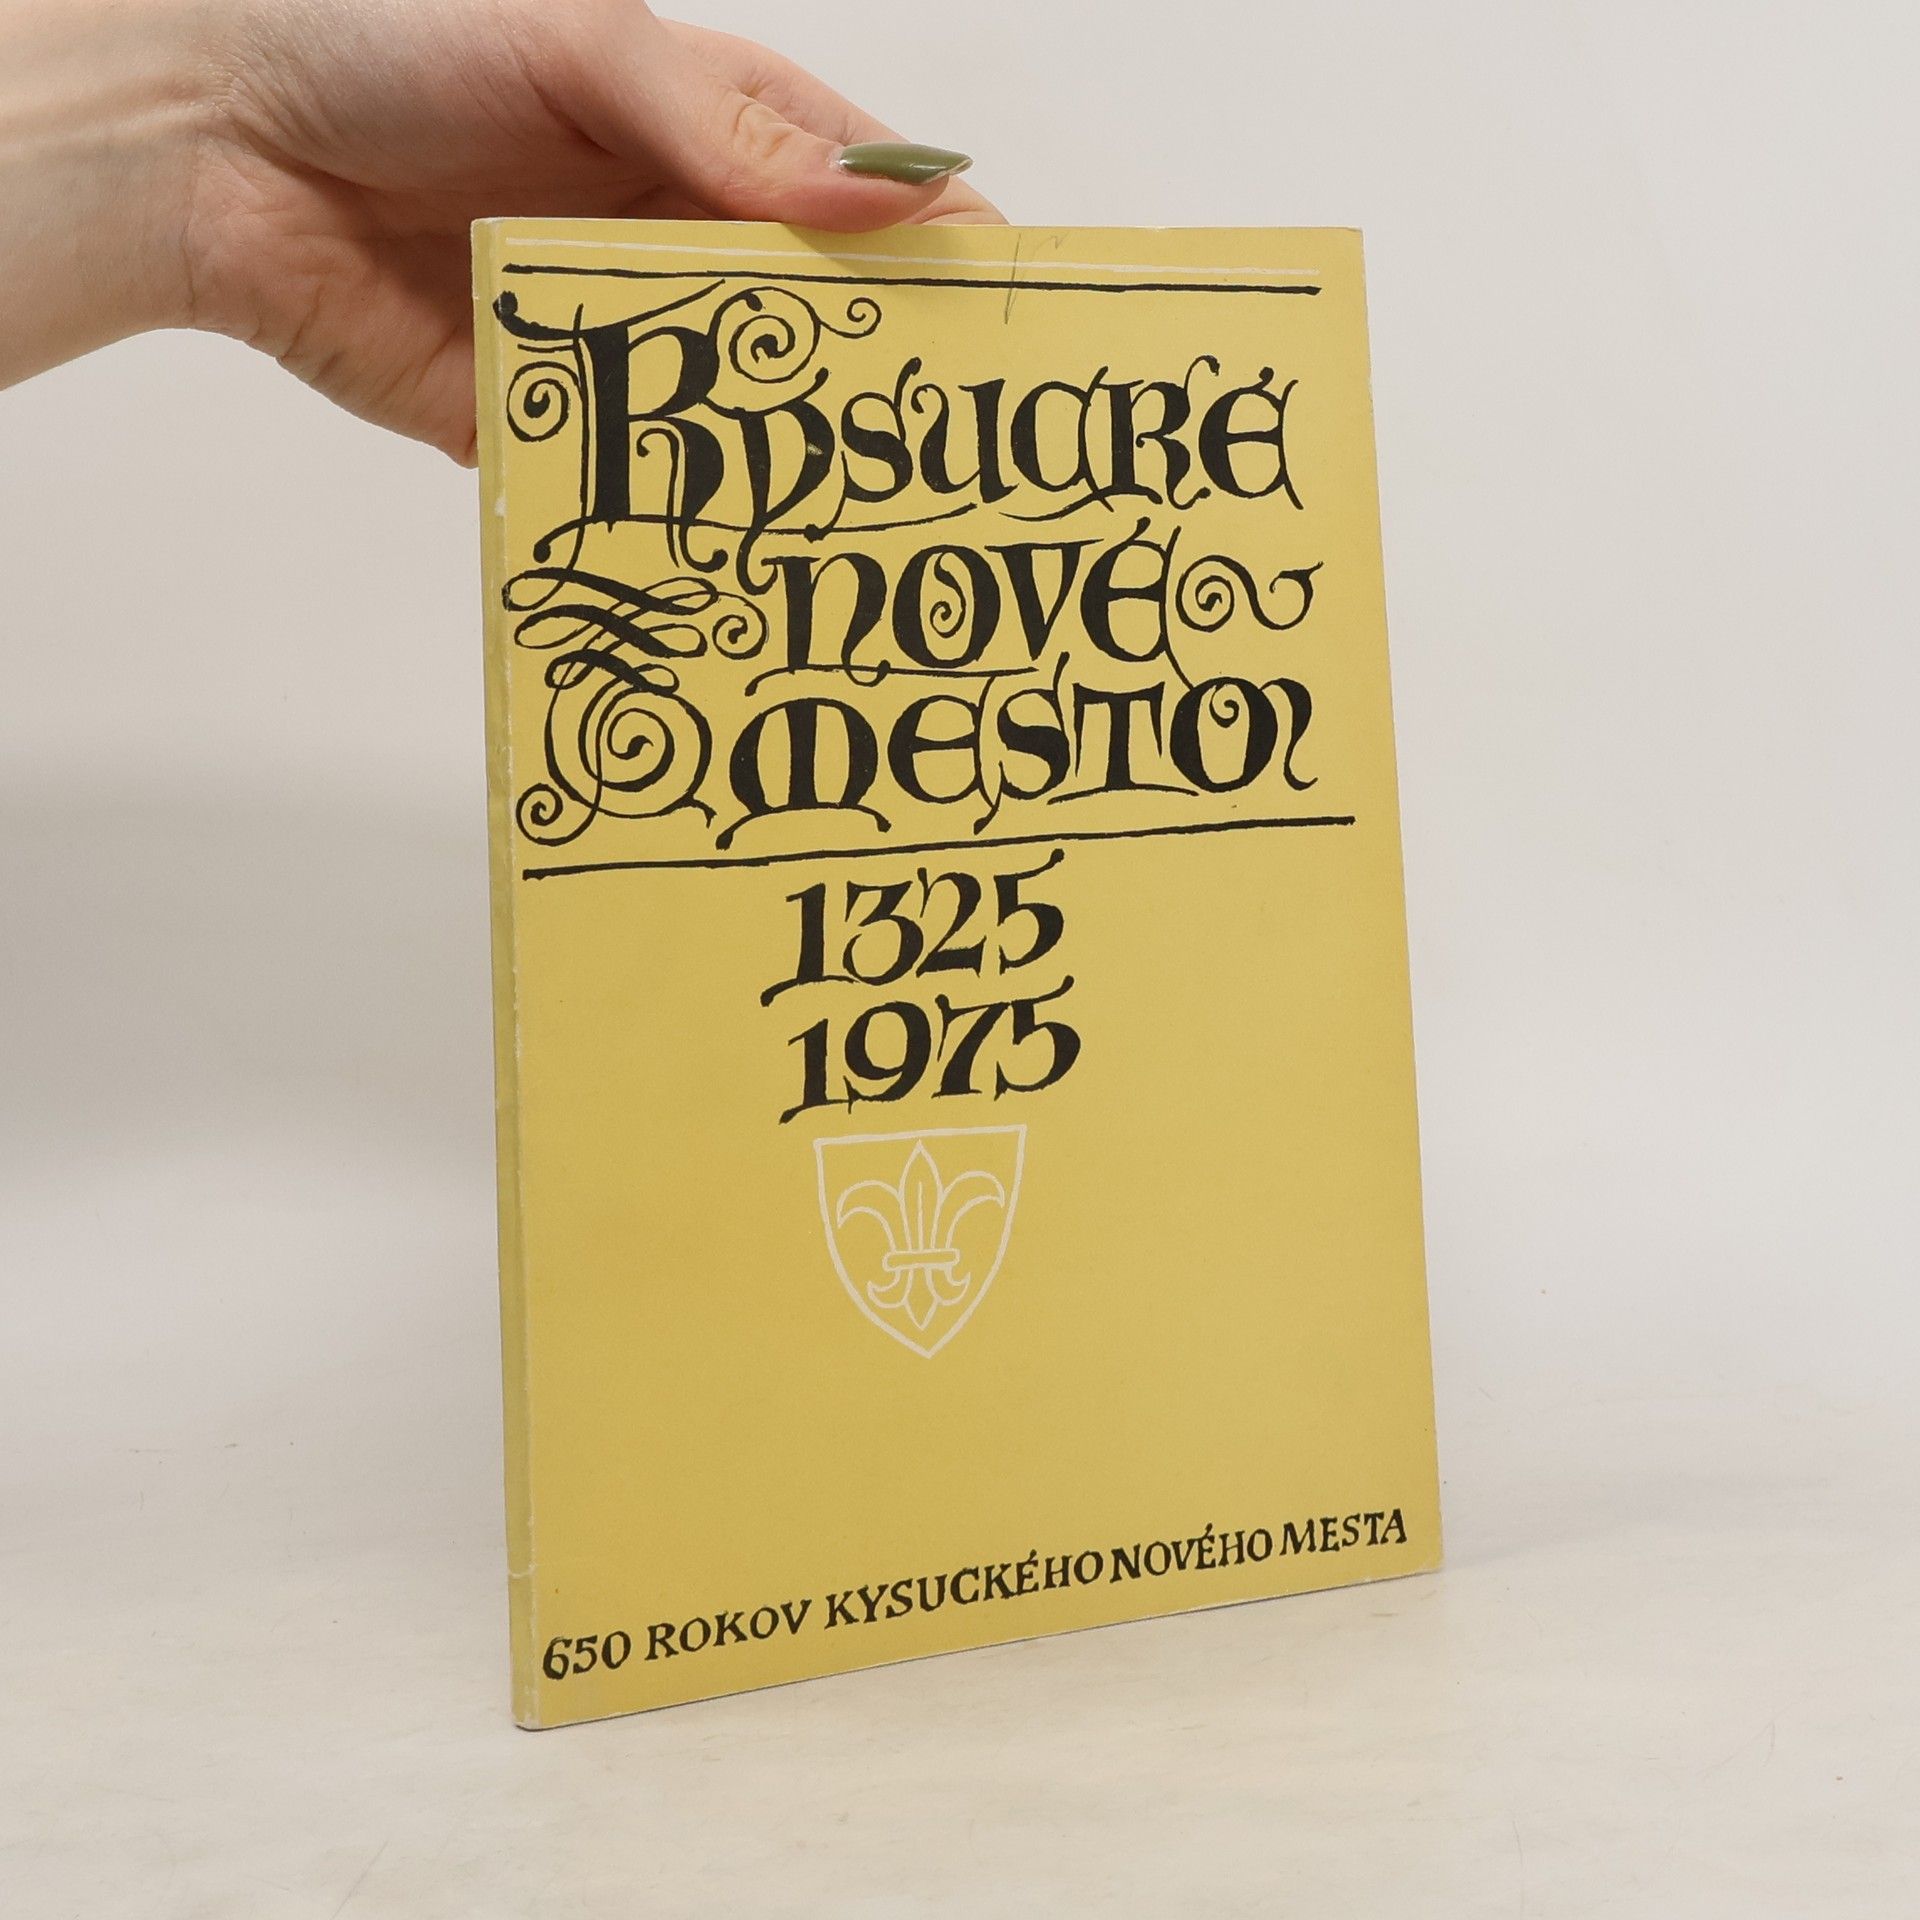 Kysucké
nové
mesto
1325
1975
650 ROKOV KYSUCKÉHO NOVÉHO MESTA